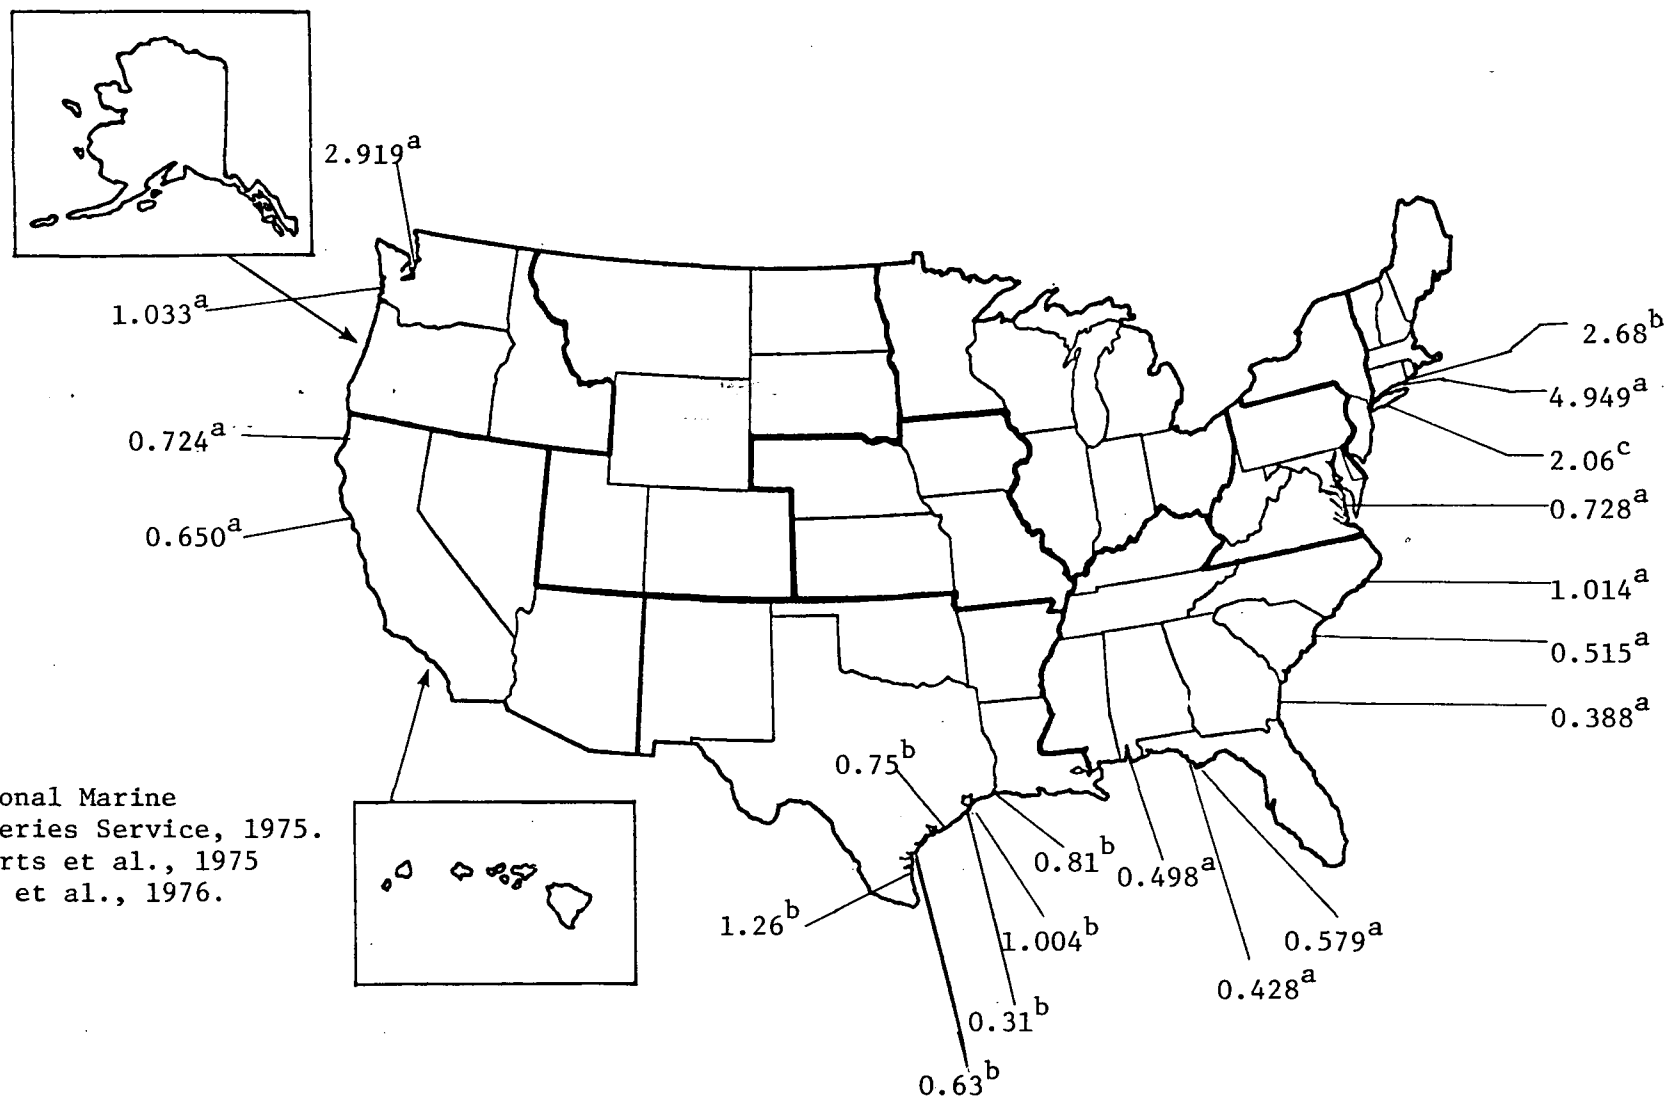 2.919a
1.033a
2.68b
4.949a
0.724a
2.06c
0.728a
0.650a
1.014a
0.515a
0.388a
0.75b
onal Marine
eries Service, 1975.
rts et al., 1975
et al., 1976.
0.81b
0.498a
1.26b
1.004b
0.579a
0.428a
0.31b
0.63b